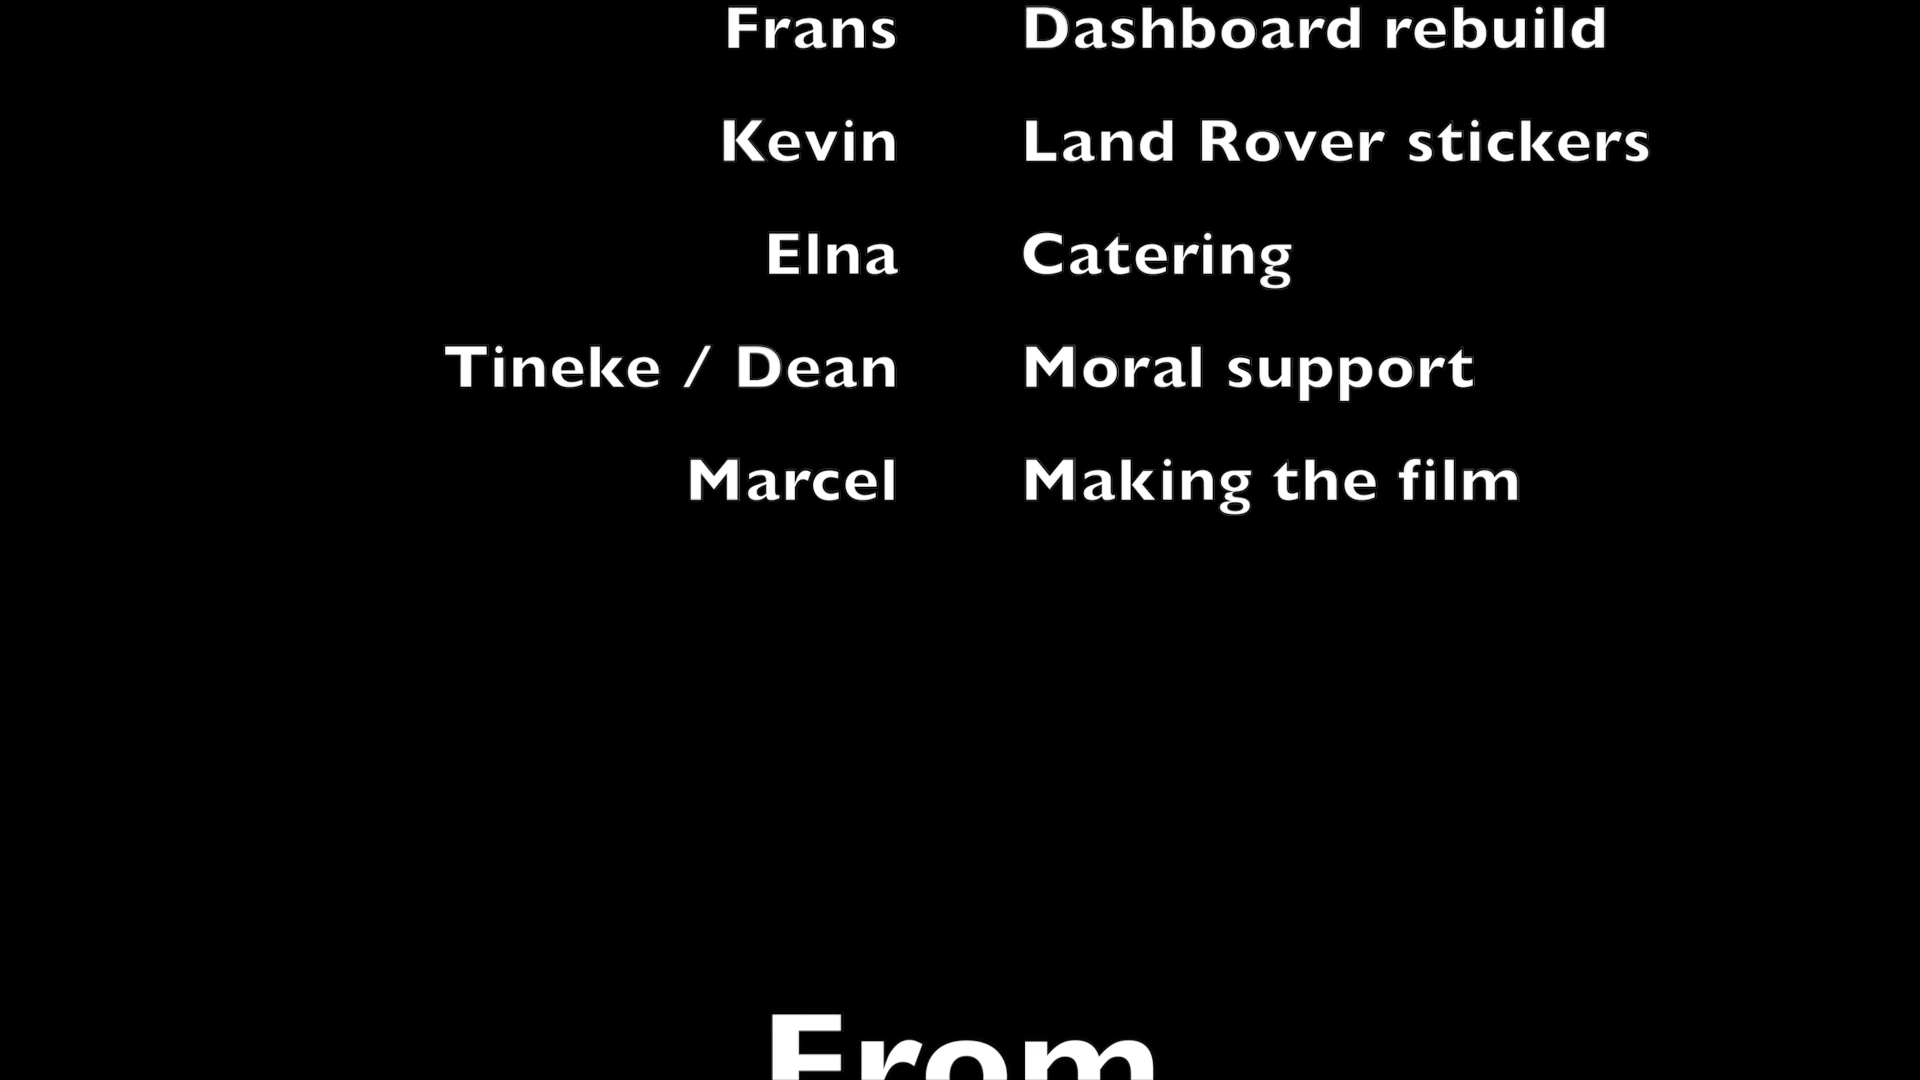 Frans Dashboard rebuild
Kevin Land Rover stickers
Elna Catering
Tineke / Dean Moral support
Marcel Making the film
From